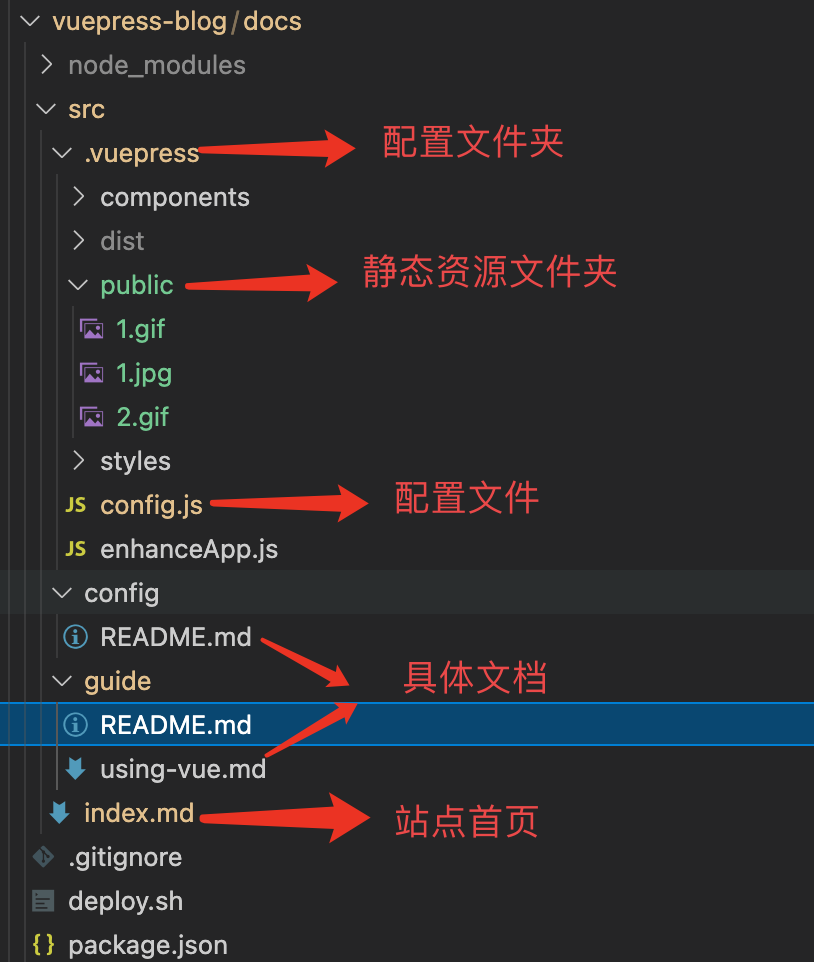 vuepress-blog/docs
node_modules
src
.vuepress 配置文件夹
components
dist
public 静态资源文件夹
1.gif
1.jpg
2.gif
styles
JS config.js 配置文件
JS enhanceApp.js
config
README.md
guide 具体文档
README.md
using-vue.md
index.md 站点首页
.gitignore
deploy.sh
{} package.json